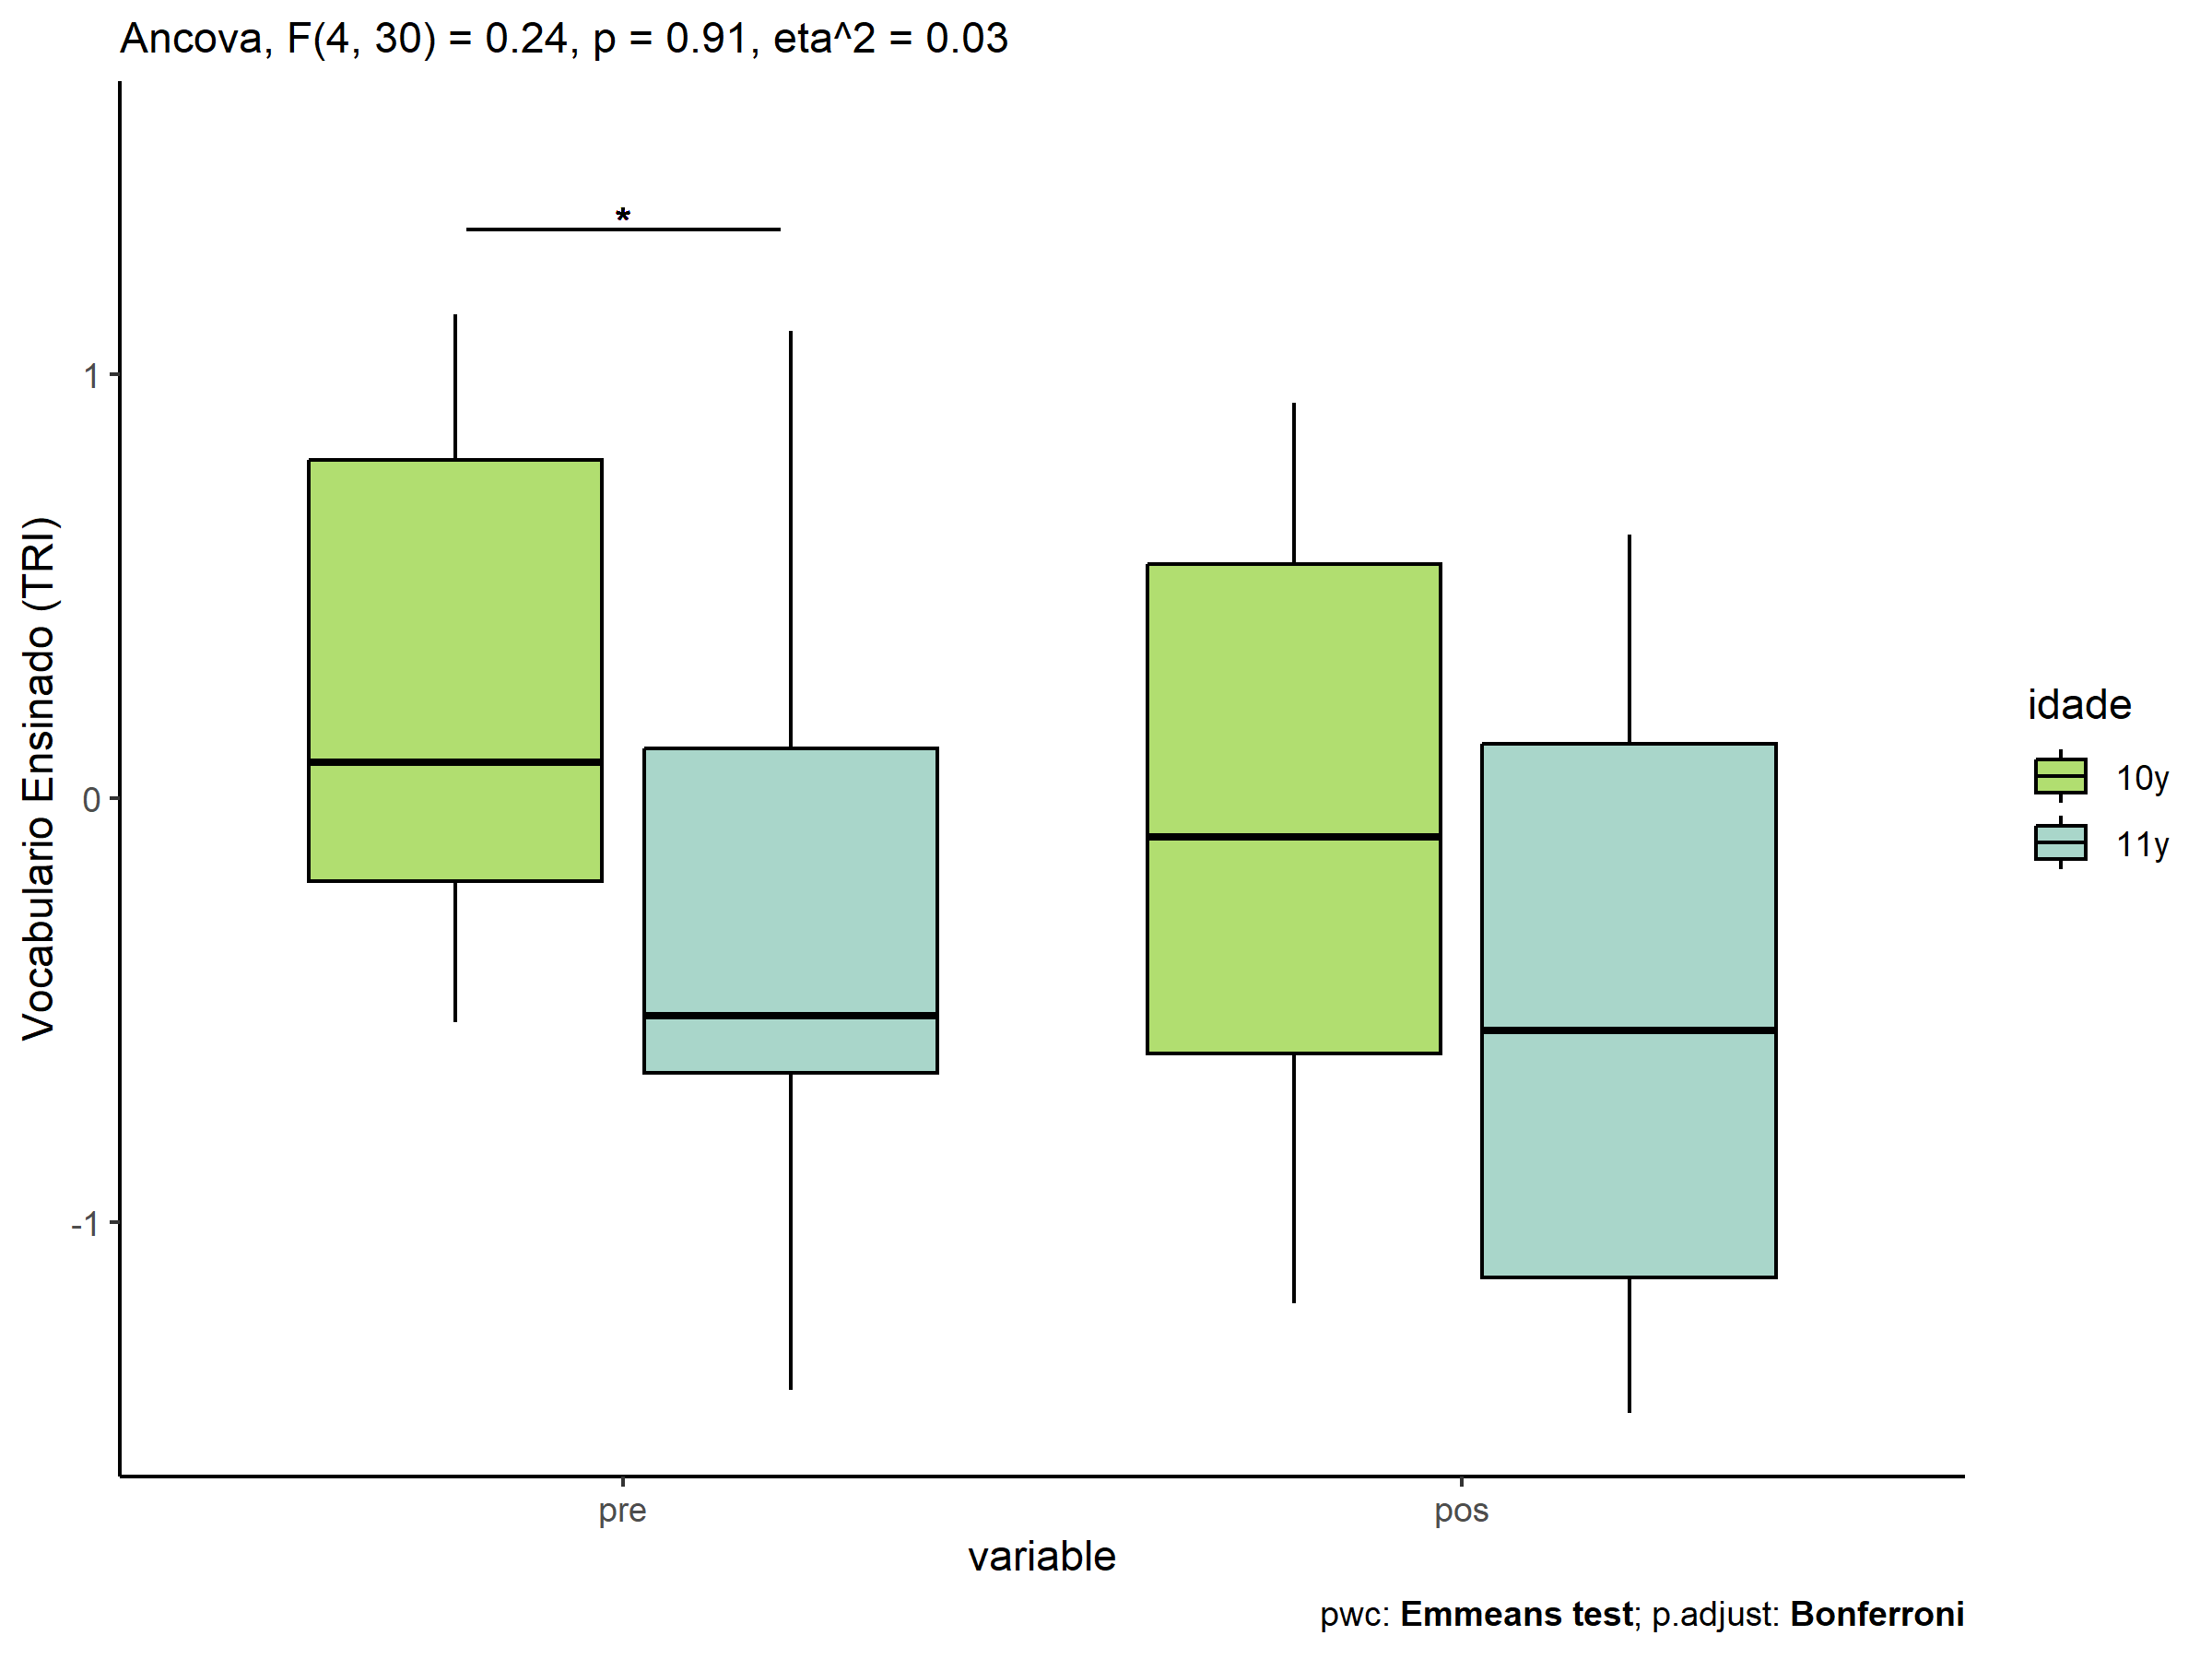 Ancova, F(4, 30) = 0.24, p = 0.91, eta^2 = 0.03
*
1
0
-1
Vocabulario Ensinado (TRI)
pre
pos
variable
idade
10y
11y
pwc: Emmeans test; p.adjust: Bonferroni